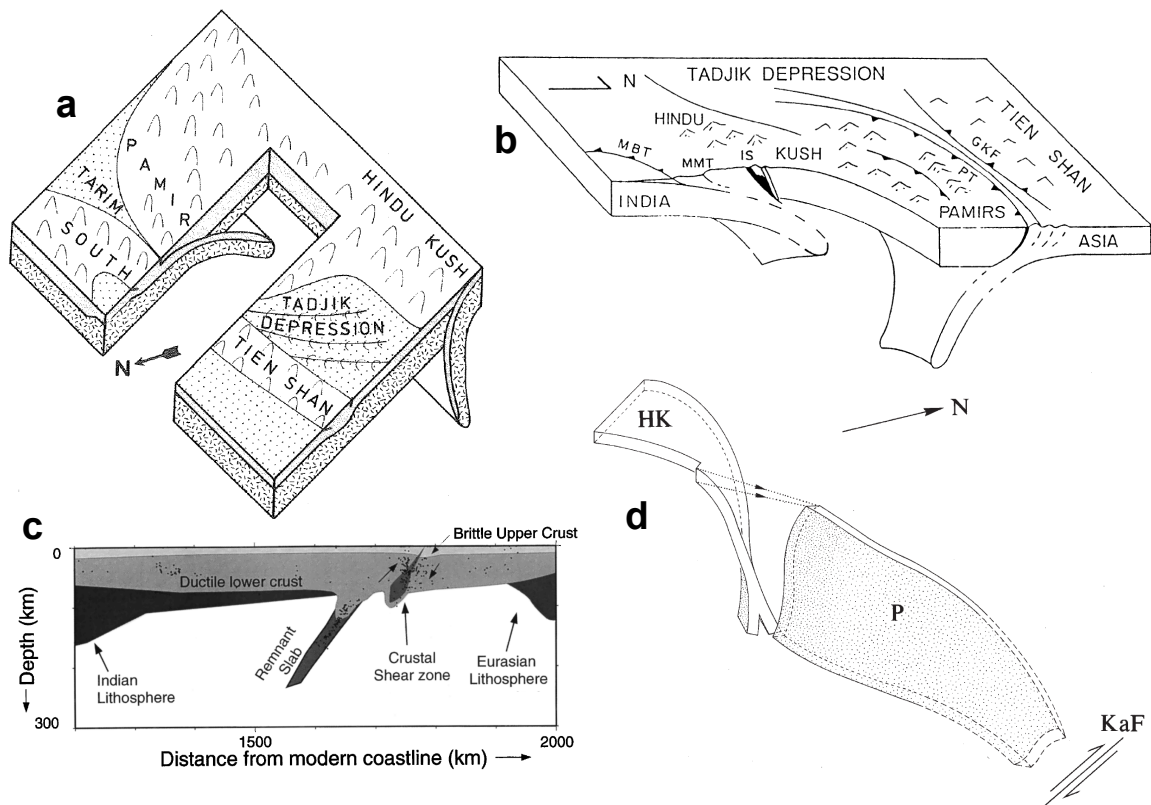 a
PAMIR
TARIM
SOUTH
HINDU KUSH
TADJIK
DEPRESSION
TIEN SHAN
N
b
N
TADJIK DEPRESSION
TIEN SHAN
HINDU
KUSH
GKF
MBT
MMT
IS
PT
INDIA
PAMIRS
ASIA
c
Brittle Upper Crust
0
Ductile lower crust
Depth (km)
Remnant
Slab
Indian
Lithosphere
Crustal
Shear zone
Eurasian
Lithosphere
300
1500
2000
Distance from modern coastline (km)
d
HK
N
P
KaF